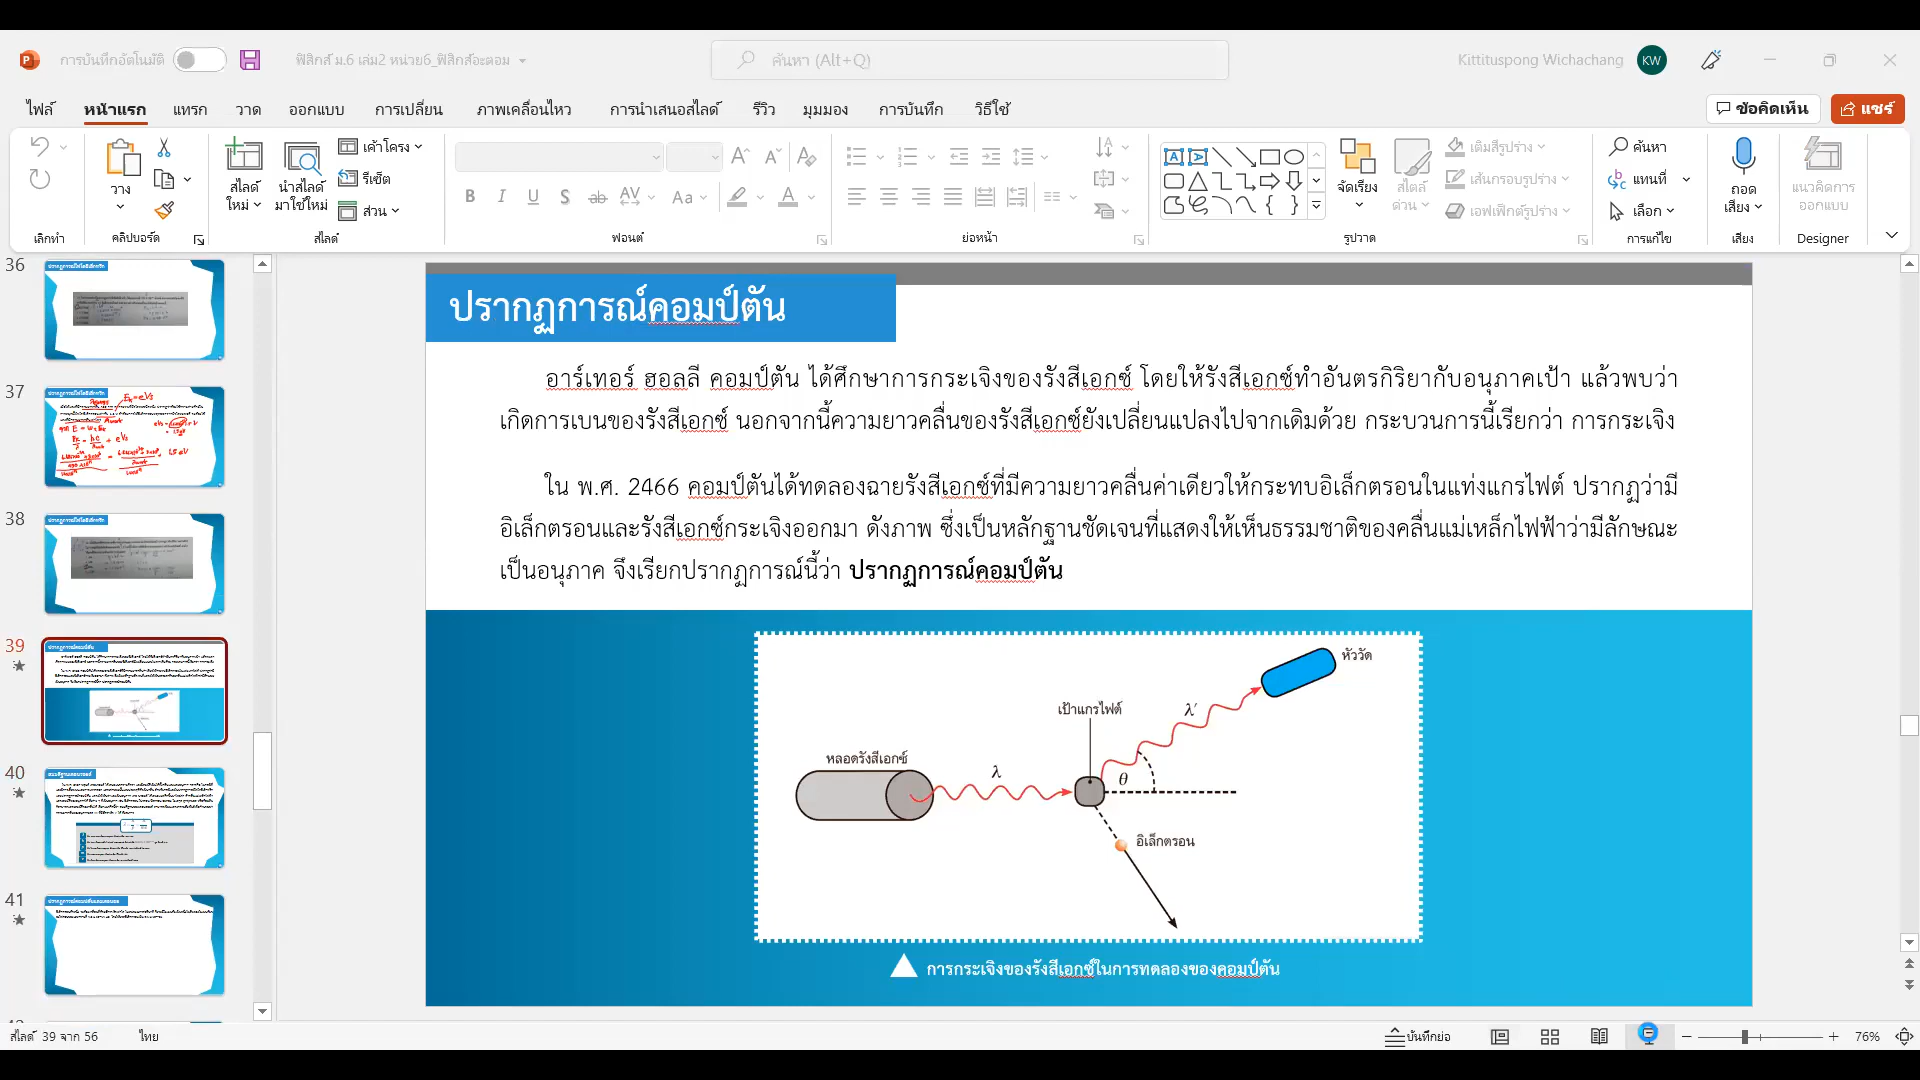 การบันทึกอัตโนมัติ
ฟิสิกส์ ม.6 เล่ม2 หน่วย6_ฟิสิกส์อะตอม
ค้นหา (Alt+Q)
Kittituspong Wichachang
KW
ไฟล์ หน้าแรก แทรก วาด ออกแบบ การเปลี่ยน ภาพเคลื่อนไหว การนำเสนอสไลด์ รีวิว มุมมอง การบันทึก วิธีใช้
ข้อคิดเห็น
แชร์
วาง
สไลด์ใหม่
นำสไลด์มาใช้ใหม่
เค้าโครง
รีเซ็ต
ส่วน
จัดเรียง
สไตล์ด่วน
เติมสีรูปร่าง
เส้นกรอบรูปร่าง
เอฟเฟ็กต์รูปร่าง
ค้นหา
แทนที่
เลือก
ถอดเสียง
แนวคิดการออกแบบ
เลิกทำ คลิปบอร์ด สไลด์ ฟอนต์ ย่อหน้า รูปวาด การแก้ไข เสียง Designer
36
37
38
39
40
41
ปรากฏการณ์คอมป์ตัน
อาร์เทอร์ ฮอลลี คอมป์ตัน ได้ศึกษาการกระเจิงของรังสีเอกซ์ โดยให้รังสีเอกซ์ทำอันตรกิริยากับอนุภาคเป้า แล้วพบว่า
เกิดการเบนของรังสีเอกซ์ นอกจากนี้ความยาวคลื่นของรังสีเอกซ์ยังเปลี่ยนแปลงไปจากเดิมด้วย กระบวนการนี้เรียกว่า การกระเจิง
ใน พ.ศ. 2466 คอมป์ตันได้ทดลองฉายรังสีเอกซ์ที่มีความยาวคลื่นค่าเดียวให้กระทบอิเล็กตรอนในแท่งแกรไฟต์ ปรากฏว่ามี
อิเล็กตรอนและรังสีเอกซ์กระเจิงออกมา ดังภาพ ซึ่งเป็นหลักฐานชัดเจนที่แสดงให้เห็นธรรมชาติของคลื่นแม่เหล็กไฟฟ้าว่ามีลักษณะ
เป็นอนุภาค จึงเรียกปรากฏการณ์นี้ว่า ปรากฏการณ์คอมป์ตัน
หัววัด
เป้าแกรไฟต์
λ′
หลอดรังสีเอกซ์
λ
θ
อิเล็กตรอน
การกระเจิงของรังสีเอกซ์ในการทดลองของคอมป์ตัน
สไลด์ 39 จาก 56
ไทย
บันทึกย่อ
76%